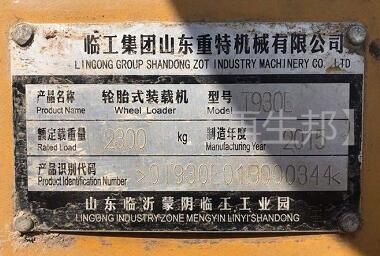 临工集团山东重特机械有限公司
LINGONG GROUP SHANDONG ZOT INDUSTRY MACHINERY CO., LTD
产品名称 轮胎式装载机 型号
Product Name Wheel Loader Model
额定载重量 kg 制造年度
Rated Load Manufacturing Year
产品识别代码
Product Identification Number
山东临沂蒙阴临工工业园
LINGONG INDUSTRY ZONE MENGYIN LINYI SHANDONG